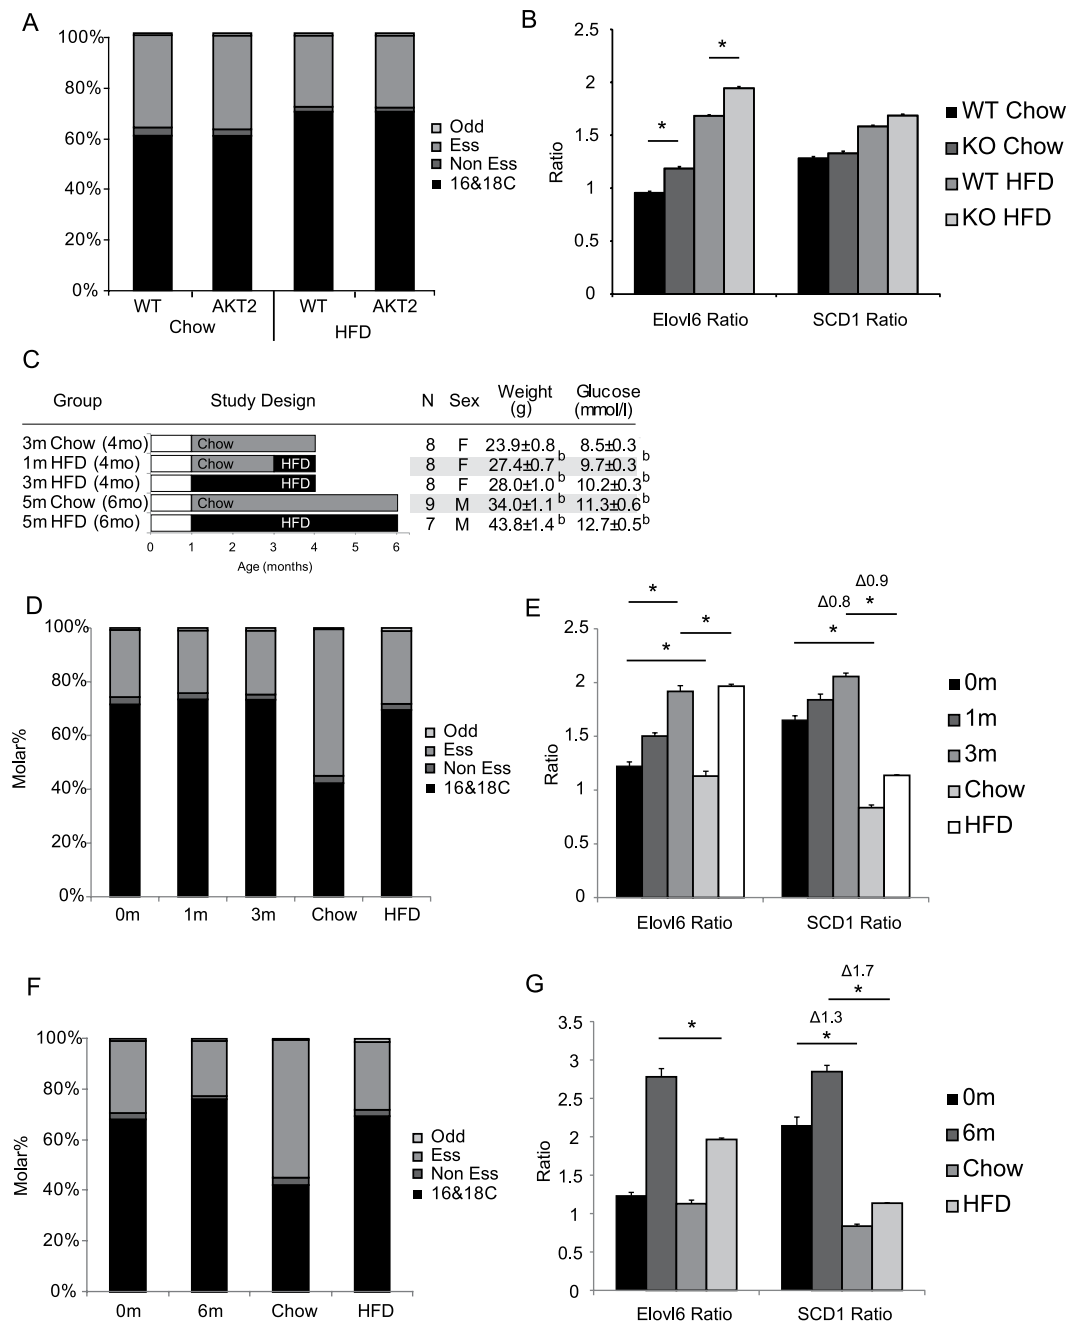 A
100%
80%
60%
40%
20%
0%
WT
AKT2
WT
AKT2
Chow
HFD
Odd
Ess
Non Ess
16&18C
B
2.5
2
1.5
1
0.5
0
Ratio
*
*
Elovl6 Ratio
SCD1 Ratio
WT Chow
KO Chow
WT HFD
KO HFD
C
Group Study Design N Sex Weight (g) Glucose (mmol/l)
3m Chow (4mo) Chow 8 F 23.9±0.8 8.5±0.3
1m HFD (4mo) Chow HFD 8 F 27.4±0.7 b 9.7±0.3 b
3m HFD (4mo) HFD 8 F 28.0±1.0 b 10.2±0.3 b
5m Chow (6mo) Chow 9 M 34.0±1.1 b 11.3±0.6 b
5m HFD (6mo) HFD 7 M 43.8±1.4 b 12.7±0.5 b
0 1 2 3 4 5 6
Age (months)
D
100%
80%
60%
40%
20%
0%
Molar%
0m 1m 3m Chow HFD
Odd
Ess
Non Ess
16&18C
E
2.5
2
1.5
1
0.5
0
Ratio
*
*
*
Δ0.9
Δ0.8 *
*
Elovl6 Ratio
SCD1 Ratio
0m
1m
3m
Chow
HFD
F
100%
80%
60%
40%
20%
0%
Molar%
0m 6m Chow HFD
Odd
Ess
Non Ess
16&18C
G
3.5
3
2.5
2
1.5
1
0.5
0
Ratio
*
Δ1.7
*
Δ1.3
*
Elovl6 Ratio
SCD1 Ratio
0m
6m
Chow
HFD